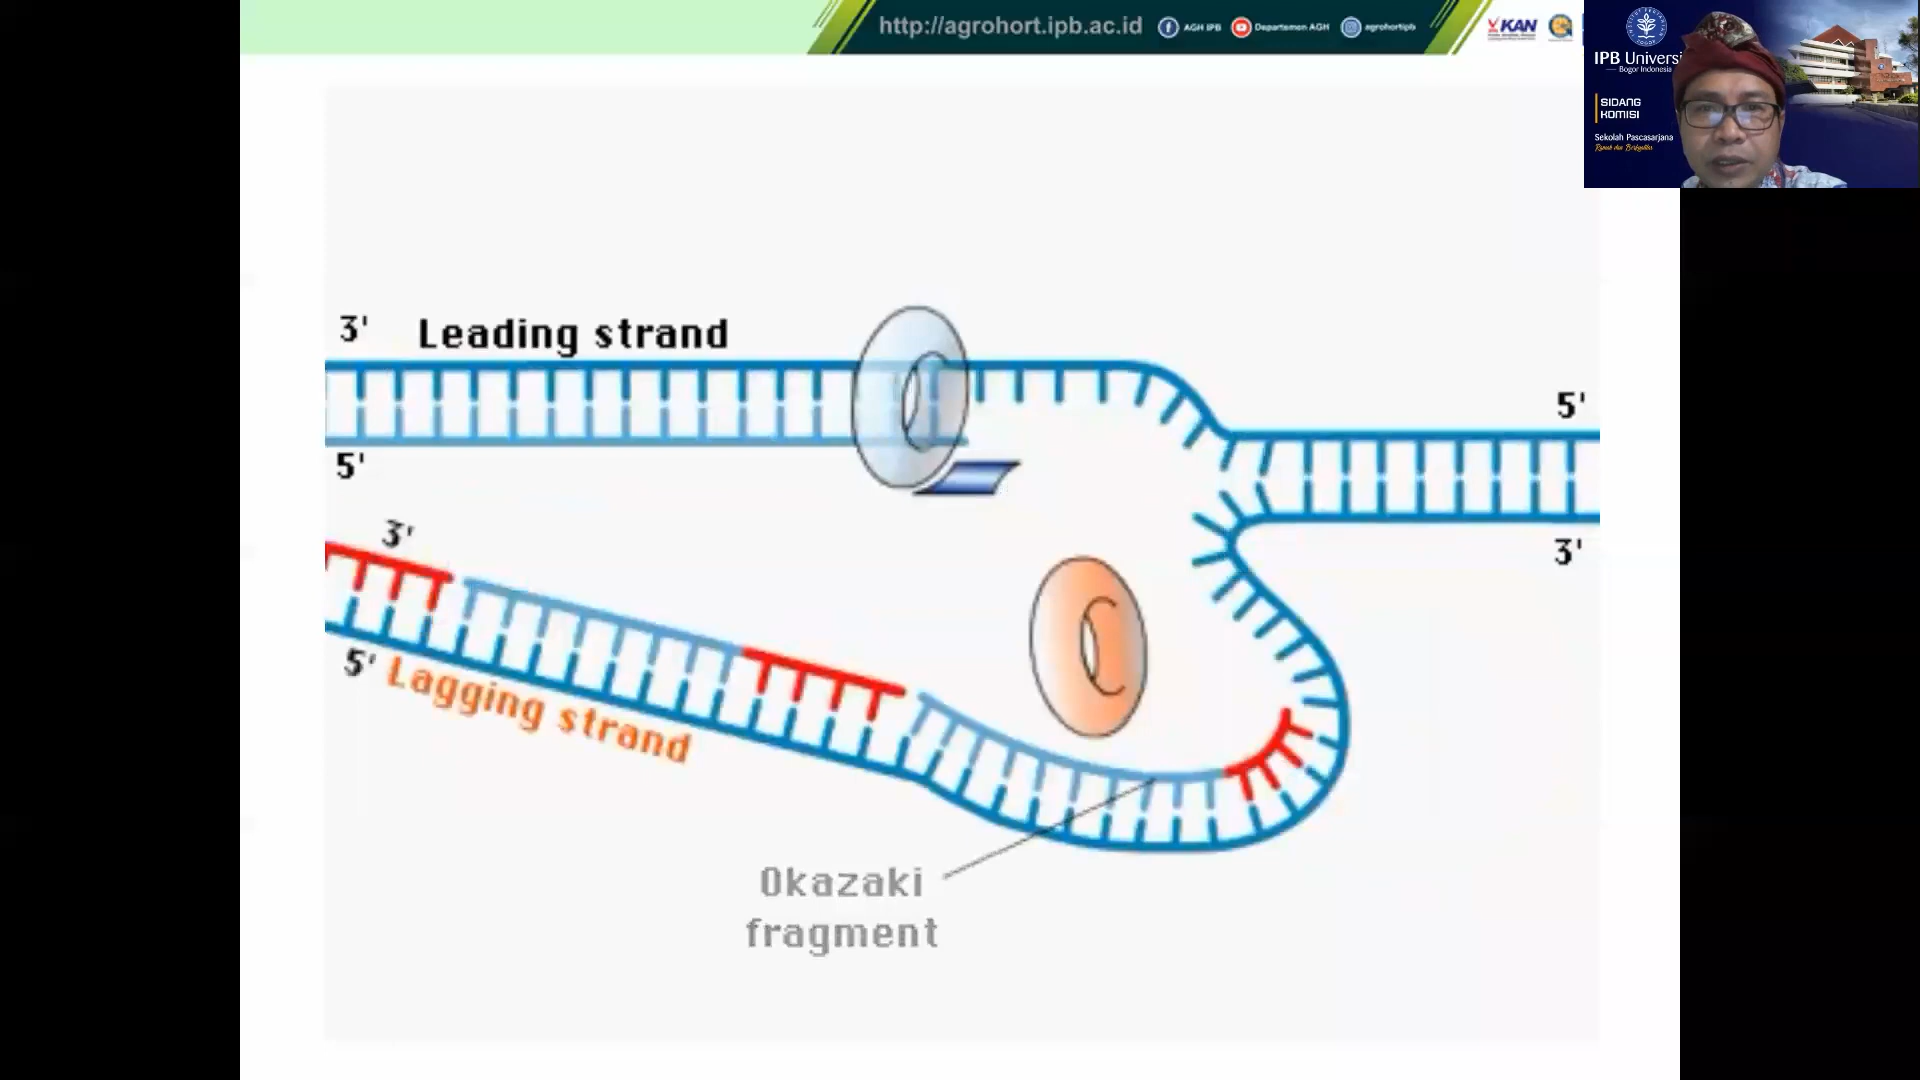 http://agrohort.ipb.ac.id
AGH IPB
Departemen AGH
agrohortipb
KAN
IPB Universi
Bogor Indonesia
SIDANG
KOMISI
Sekolah Pascasarjana
3'
Leading strand
5'
5'
3'
3'
5'
Lagging strand
Okazaki
fragment